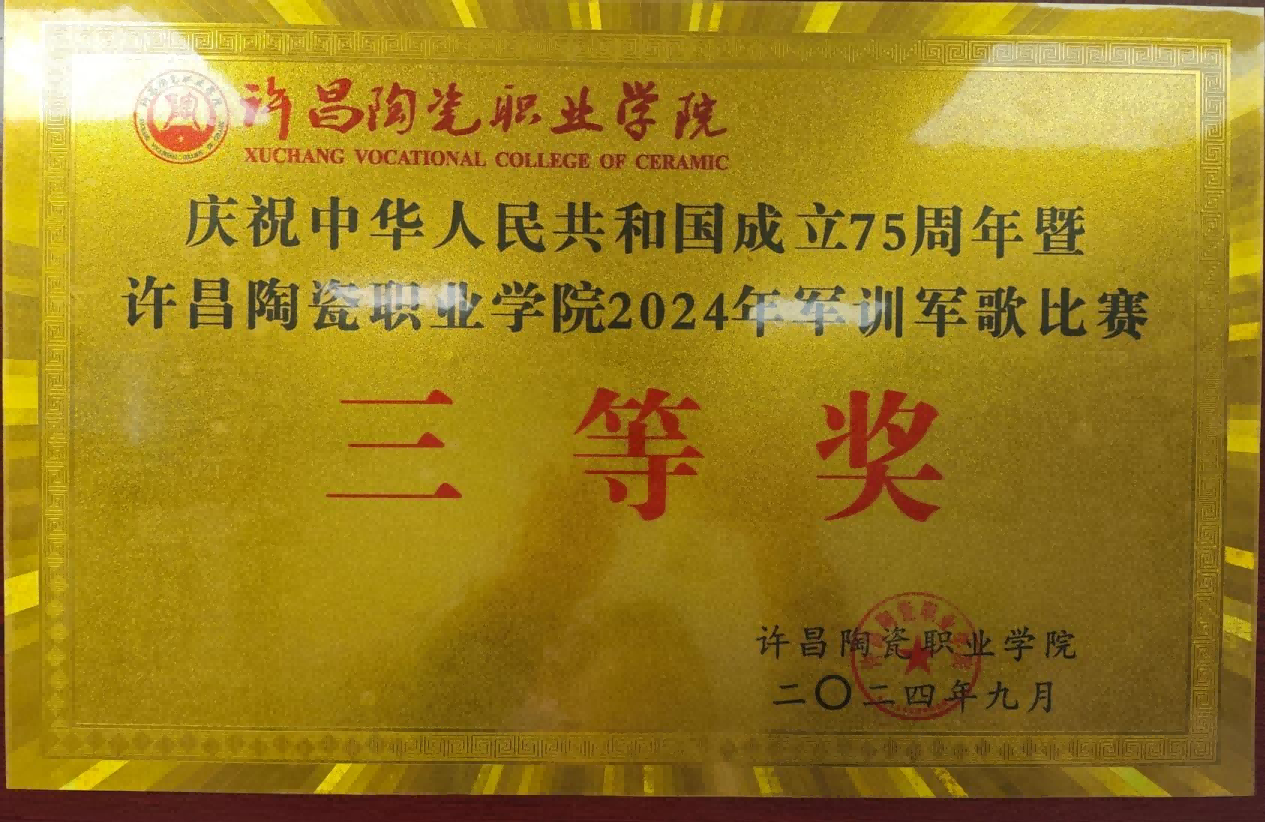 许昌陶瓷职业学院
XUCHANG VOCATIONAL COLLEGE OF CERAMIC
庆祝中华人民共和国成立75周年暨
许昌陶瓷职业学院2024年军训军歌比赛
三等奖
许昌陶瓷职业学院
二〇二四年九月